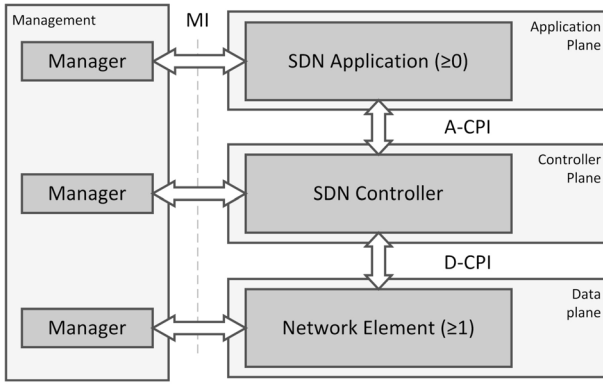 Management
MI
Application
Plane
Manager
SDN Application (≥0)
A-CPI
Controller
Plane
Manager
SDN Controller
D-CPI
Data
plane
Manager
Network Element (≥1)